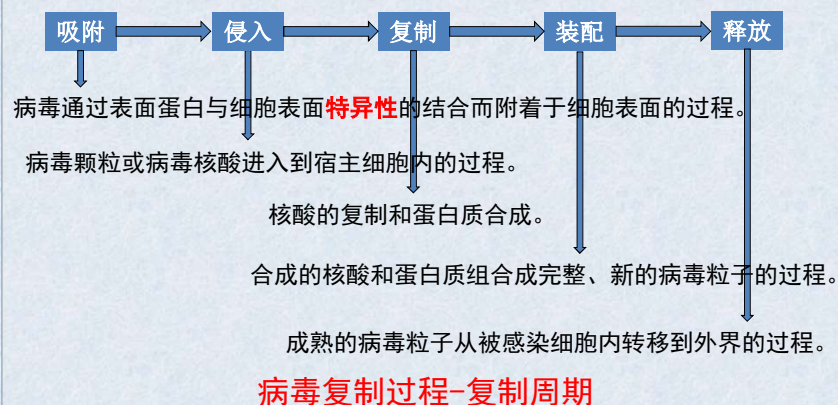 吸附 侵入 复制 装配 释放
病毒通过表面蛋白与细胞表面特异性的结合而附着于细胞表面的过程。
病毒颗粒或病毒核酸进入到宿主细胞内的过程。
核酸的复制和蛋白质合成。
合成的核酸和蛋白质组合成完整、新的病毒粒子的过程。
成熟的病毒粒子从被感染细胞内转移到外界的过程。
病毒复制过程-复制周期